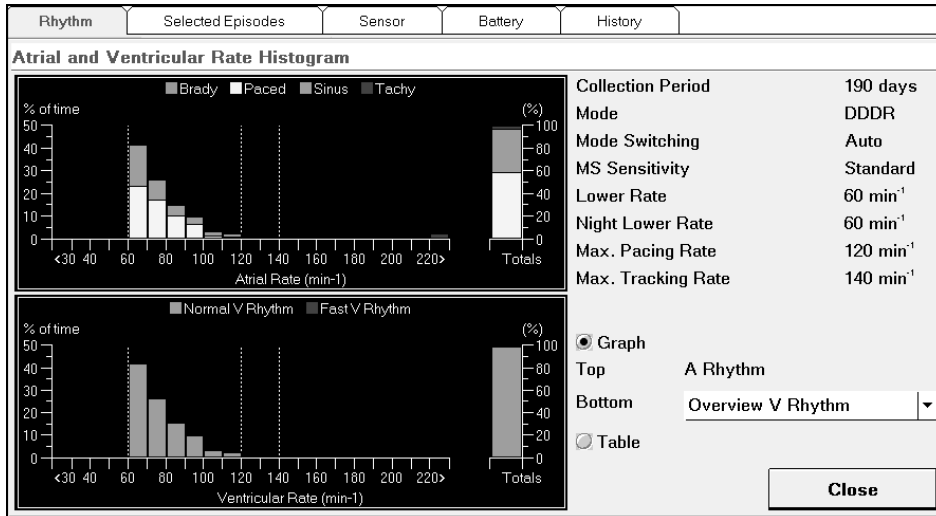 Rhythm Selected Episodes Sensor Battery History
Atrial and Ventricular Rate Histogram
Brady Paced Sinus Tachy
% of time (%)
50 100
40 80
30 60
20 40
10 20
0 0
<30 40 60 80 100 120 140 160 180 200 220> Totals
Atrial Rate (min-1)
Normal V Rhythm Fast V Rhythm
% of time (%)
50 100
40 80
30 60
20 40
10 20
0 0
<30 40 60 80 100 120 140 160 180 200 220> Totals
Ventricular Rate (min-1)
Collection Period 190 days
Mode DDDR
Mode Switching Auto
MS Sensitivity Standard
Lower Rate 60 min⁻¹
Night Lower Rate 60 min⁻¹
Max. Pacing Rate 120 min⁻¹
Max. Tracking Rate 140 min⁻¹
Graph
Top A Rhythm
Bottom Overview V Rhythm
Table
Close